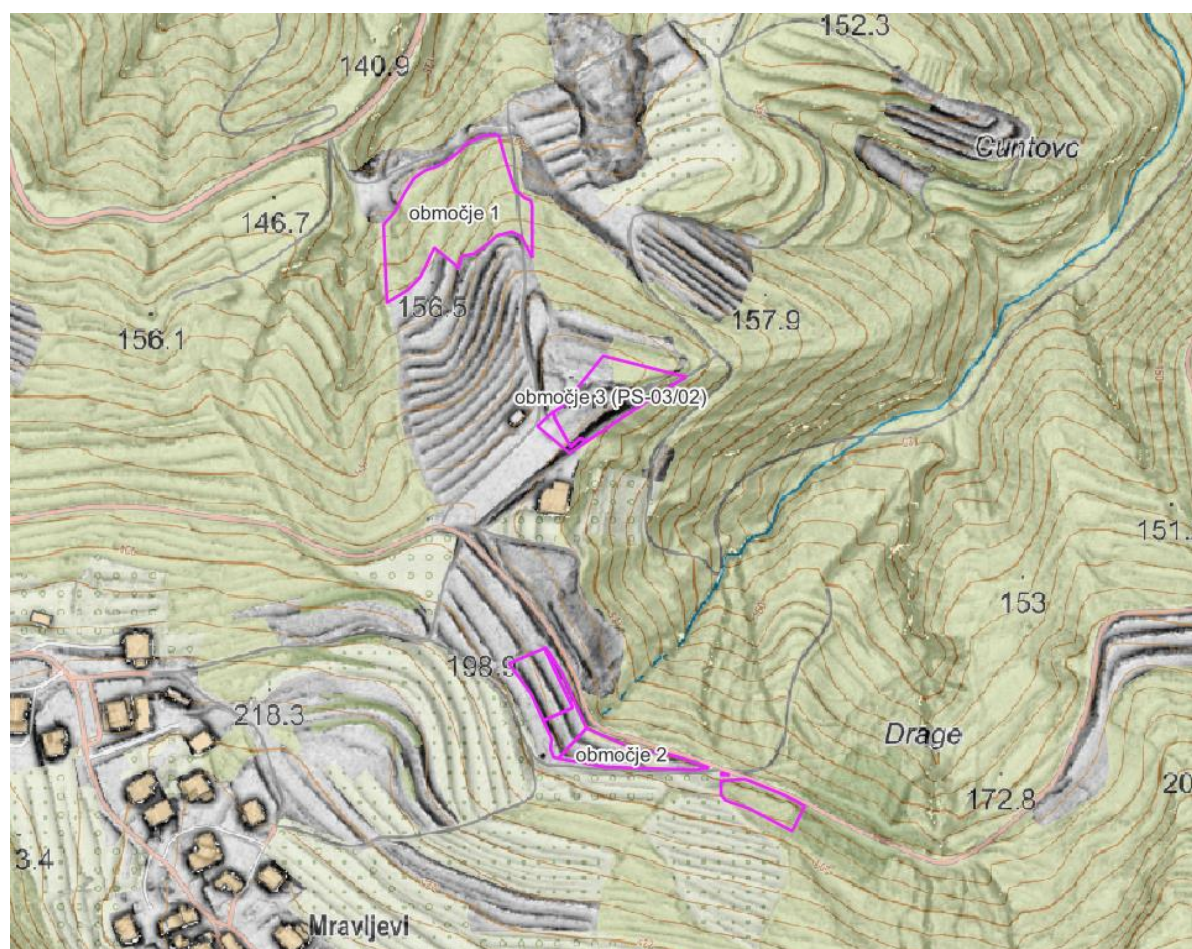 152.3
140.9
Cuntovc
območje 1
146.7
156.5
157.9
156.1
območje 3 (PS-03/02)
151.
153
198.9
218.3
Drage
območje 2
172.8
20
3.4
Mravljevi